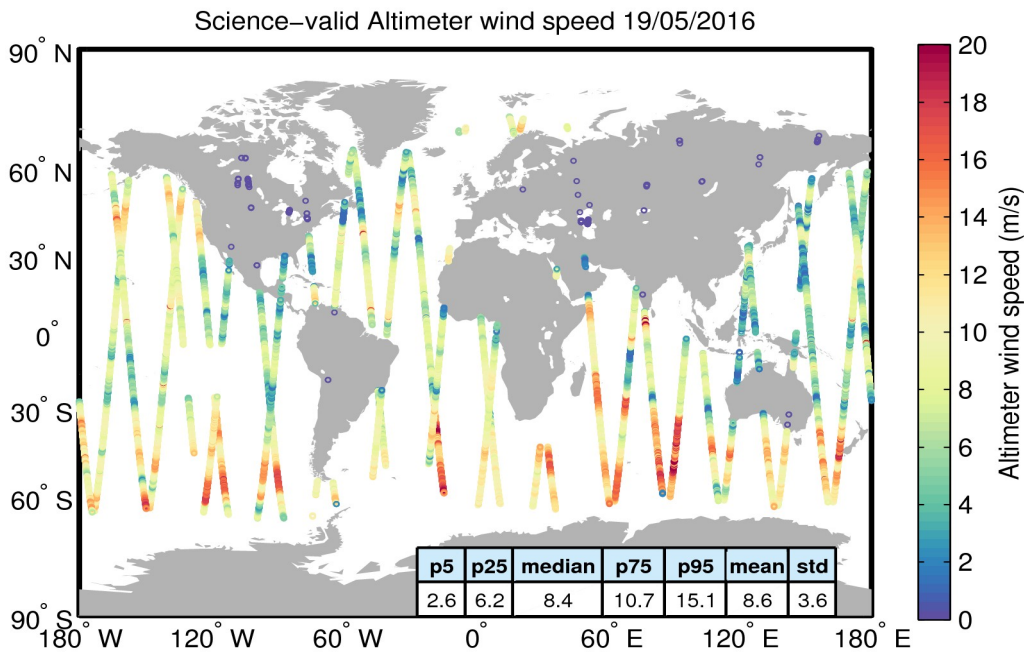 Science−valid Altimeter wind speed 19/05/2016
90° N
60° N
30° N
0°
30° S
60° S
90° S
180° W
120° W
60° W
0°
60° E
120° E
180° E
p5 p25 median p75 p95 mean std
2.6 6.2 8.4 10.7 15.1 8.6 3.6
20
18
16
14
12
10
8
6
4
2
0
Altimeter wind speed (m/s)